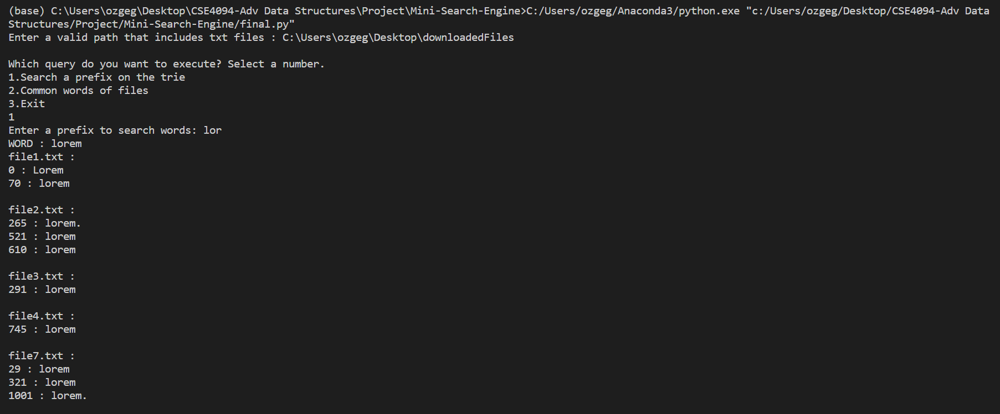 (base) C:\Users\ozgeg\Desktop\CSE4094-Adv Data Structures\Project\Mini-Search-Engine>C:/Users/ozgeg/Anaconda3/python.exe "c:/Users/ozgeg/Desktop/CSE4094-Adv Data
Structures/Project/Mini-Search-Engine/final.py"
Enter a valid path that includes txt files : C:\Users\ozgeg\Desktop\downloadedFiles
Which query do you want to execute? Select a number.
1.Search a prefix on the trie
2.Common words of files
3.Exit
1
Enter a prefix to search words: lor
WORD : lorem
file1.txt :
0 : Lorem
70 : lorem
file2.txt :
265 : lorem.
521 : lorem
610 : lorem
file3.txt :
291 : lorem
file4.txt :
745 : lorem
file7.txt :
29 : lorem
321 : lorem
1001 : lorem.